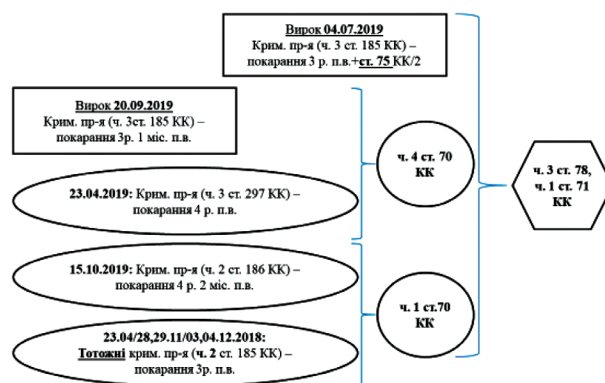 Вирок 04.07.2019
Крим. пр-я (ч. 3 ст. 185 КК) –
покарання 3 р. п.в.+ст. 75 КК/2
Вирок 20.09.2019
Крим. пр-я (ч. 3ст. 185 КК) –
покарання 3р. 1 міс. п.в.
23.04.2019: Крим. пр-я (ч. 3 ст. 297 КК) –
покарання 4 р. п.в.
15.10.2019: Крим. пр-я (ч. 2 ст. 186 КК) –
покарання 4 р. 2 міс. п.в.
23.04/28,29.11/03,04.12.2018:
Тотожні крим. пр-я (ч. 2 ст. 185 КК) –
покарання 3р. п.в.
ч. 4 ст. 70
КК
ч. 1 ст.70
КК
ч. 3 ст. 78,
ч. 1 ст. 71
КК